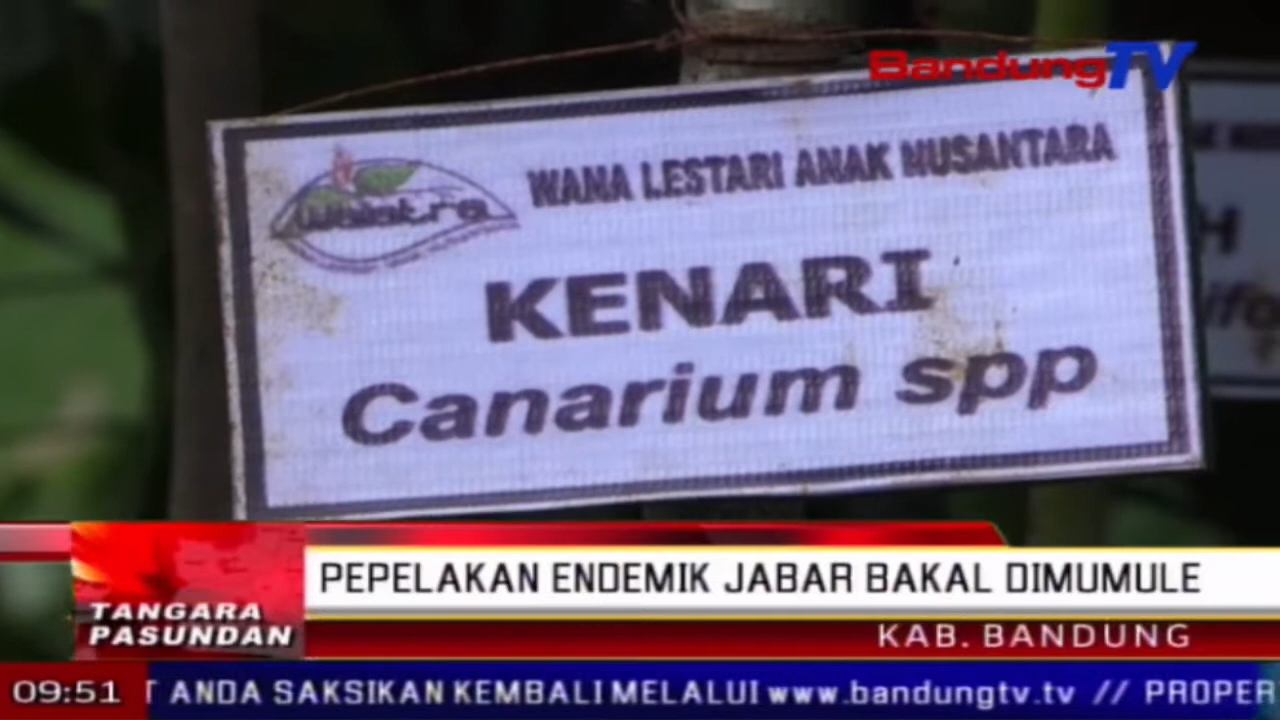 BandungTV
WANA LESTARI ANAK NUSANTARA
Walatra
KENARI
Canarium spp
H
TANGARA
PASUNDAN
PEPELAKAN ENDEMIK JABAR BAKAL DIMUMULE
KAB. BANDUNG
09:51
T ANDA SAKSIKAN KEMBALI MELALUI www.bandungtv.tv // PROPER